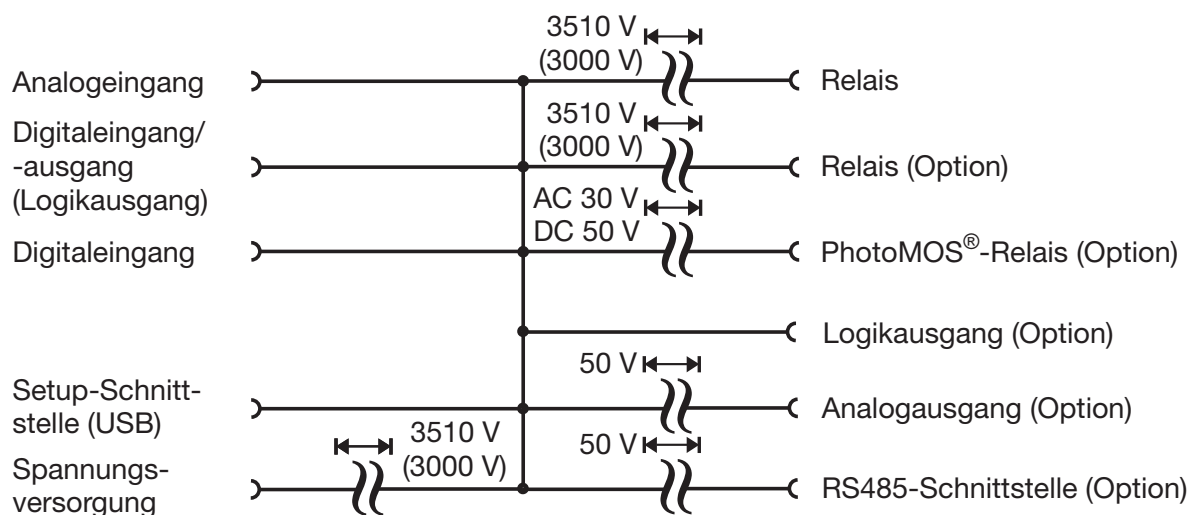 3510 V
(3000 V)
Analogeingang
Relais
Digitaleingang/
-ausgang
(Logikausgang)
3510 V
(3000 V)
Relais (Option)
AC 30 V
DC 50 V
Digitaleingang
PhotoMOS®-Relais (Option)
Logikausgang (Option)
Setup-Schnitt-
stelle (USB)
50 V
Analogausgang (Option)
Spannungs-
versorgung
3510 V
(3000 V)
50 V
RS485-Schnittstelle (Option)